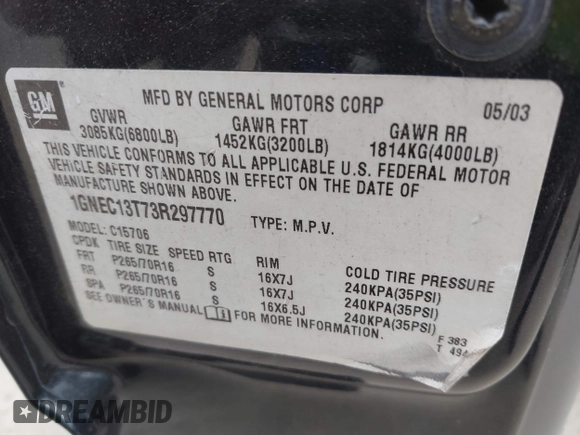 GM
MFD BY GENERAL MOTORS CORP 05/03
GVWR GAWR FRT GAWR RR
3085KG(6800LB) 1452KG(3200LB) 1814KG(4000LB)
THIS VEHICLE CONFORMS TO ALL APPLICABLE U.S. FEDERAL MOTOR
VEHICLE SAFETY STANDARDS IN EFFECT ON THE DATE OF
MANUFACTURE SHOWN ABOVE.
1GNEC13T73R297770 TYPE: M.P.V.
MODEL: C15706
CPDK TIRE SIZE SPEED RTG RIM COLD TIRE PRESSURE
FRT P265/70R16 S 16X7J 240KPA(35PSI)
RR P265/70R16 S 16X7J 240KPA(35PSI)
SPA P265/70R16 S 16X6.5J 240KPA(35PSI)
SEE OWNER'S MANUAL FOR MORE INFORMATION.
F 383
T 494
DREAMBID